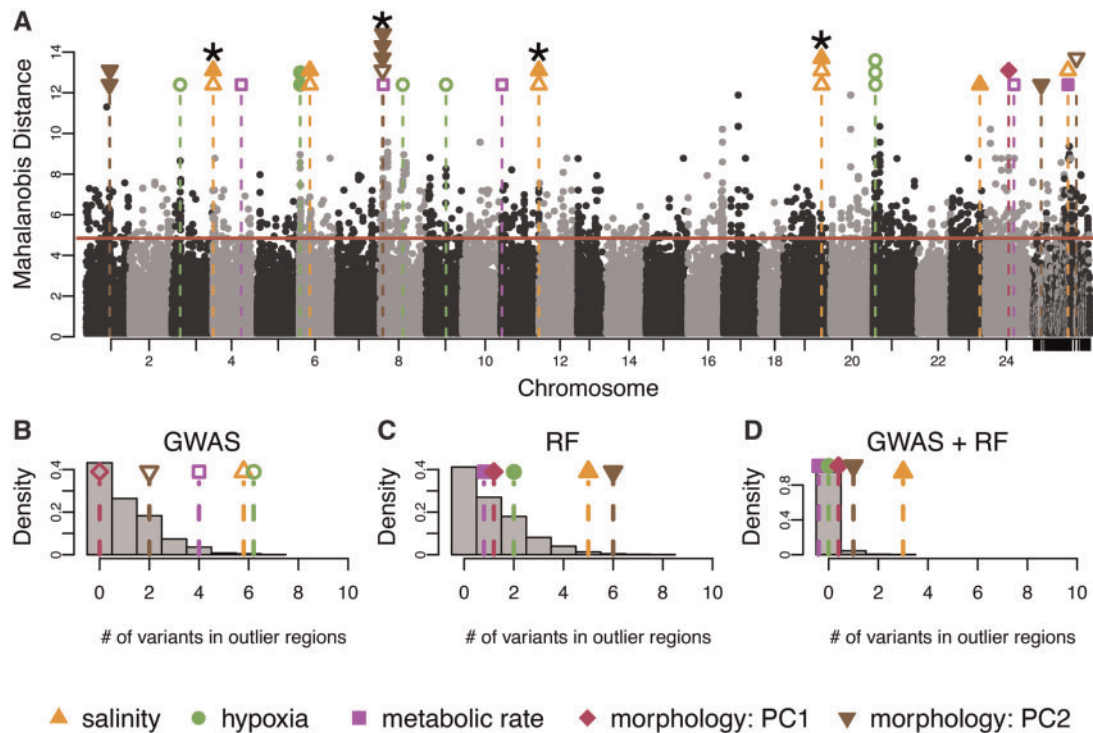 A
*
*
*
*
Mahalanobis Distance
14
12
10
8
6
4
2
0
2 4 6 8 10 12 14 16 18 20 22 24
Chromosome
B
GWAS
Density
0.4
0.2
0
0 2 4 6 8 10
# of variants in outlier regions
C
RF
Density
0.4
0.2
0
0 2 4 6 8 10
# of variants in outlier regions
D
GWAS + RF
Density
0.8
0.4
0
0 2 4 6 8 10
# of variants in outlier regions
salinity hypoxia metabolic rate morphology: PC1 morphology: PC2